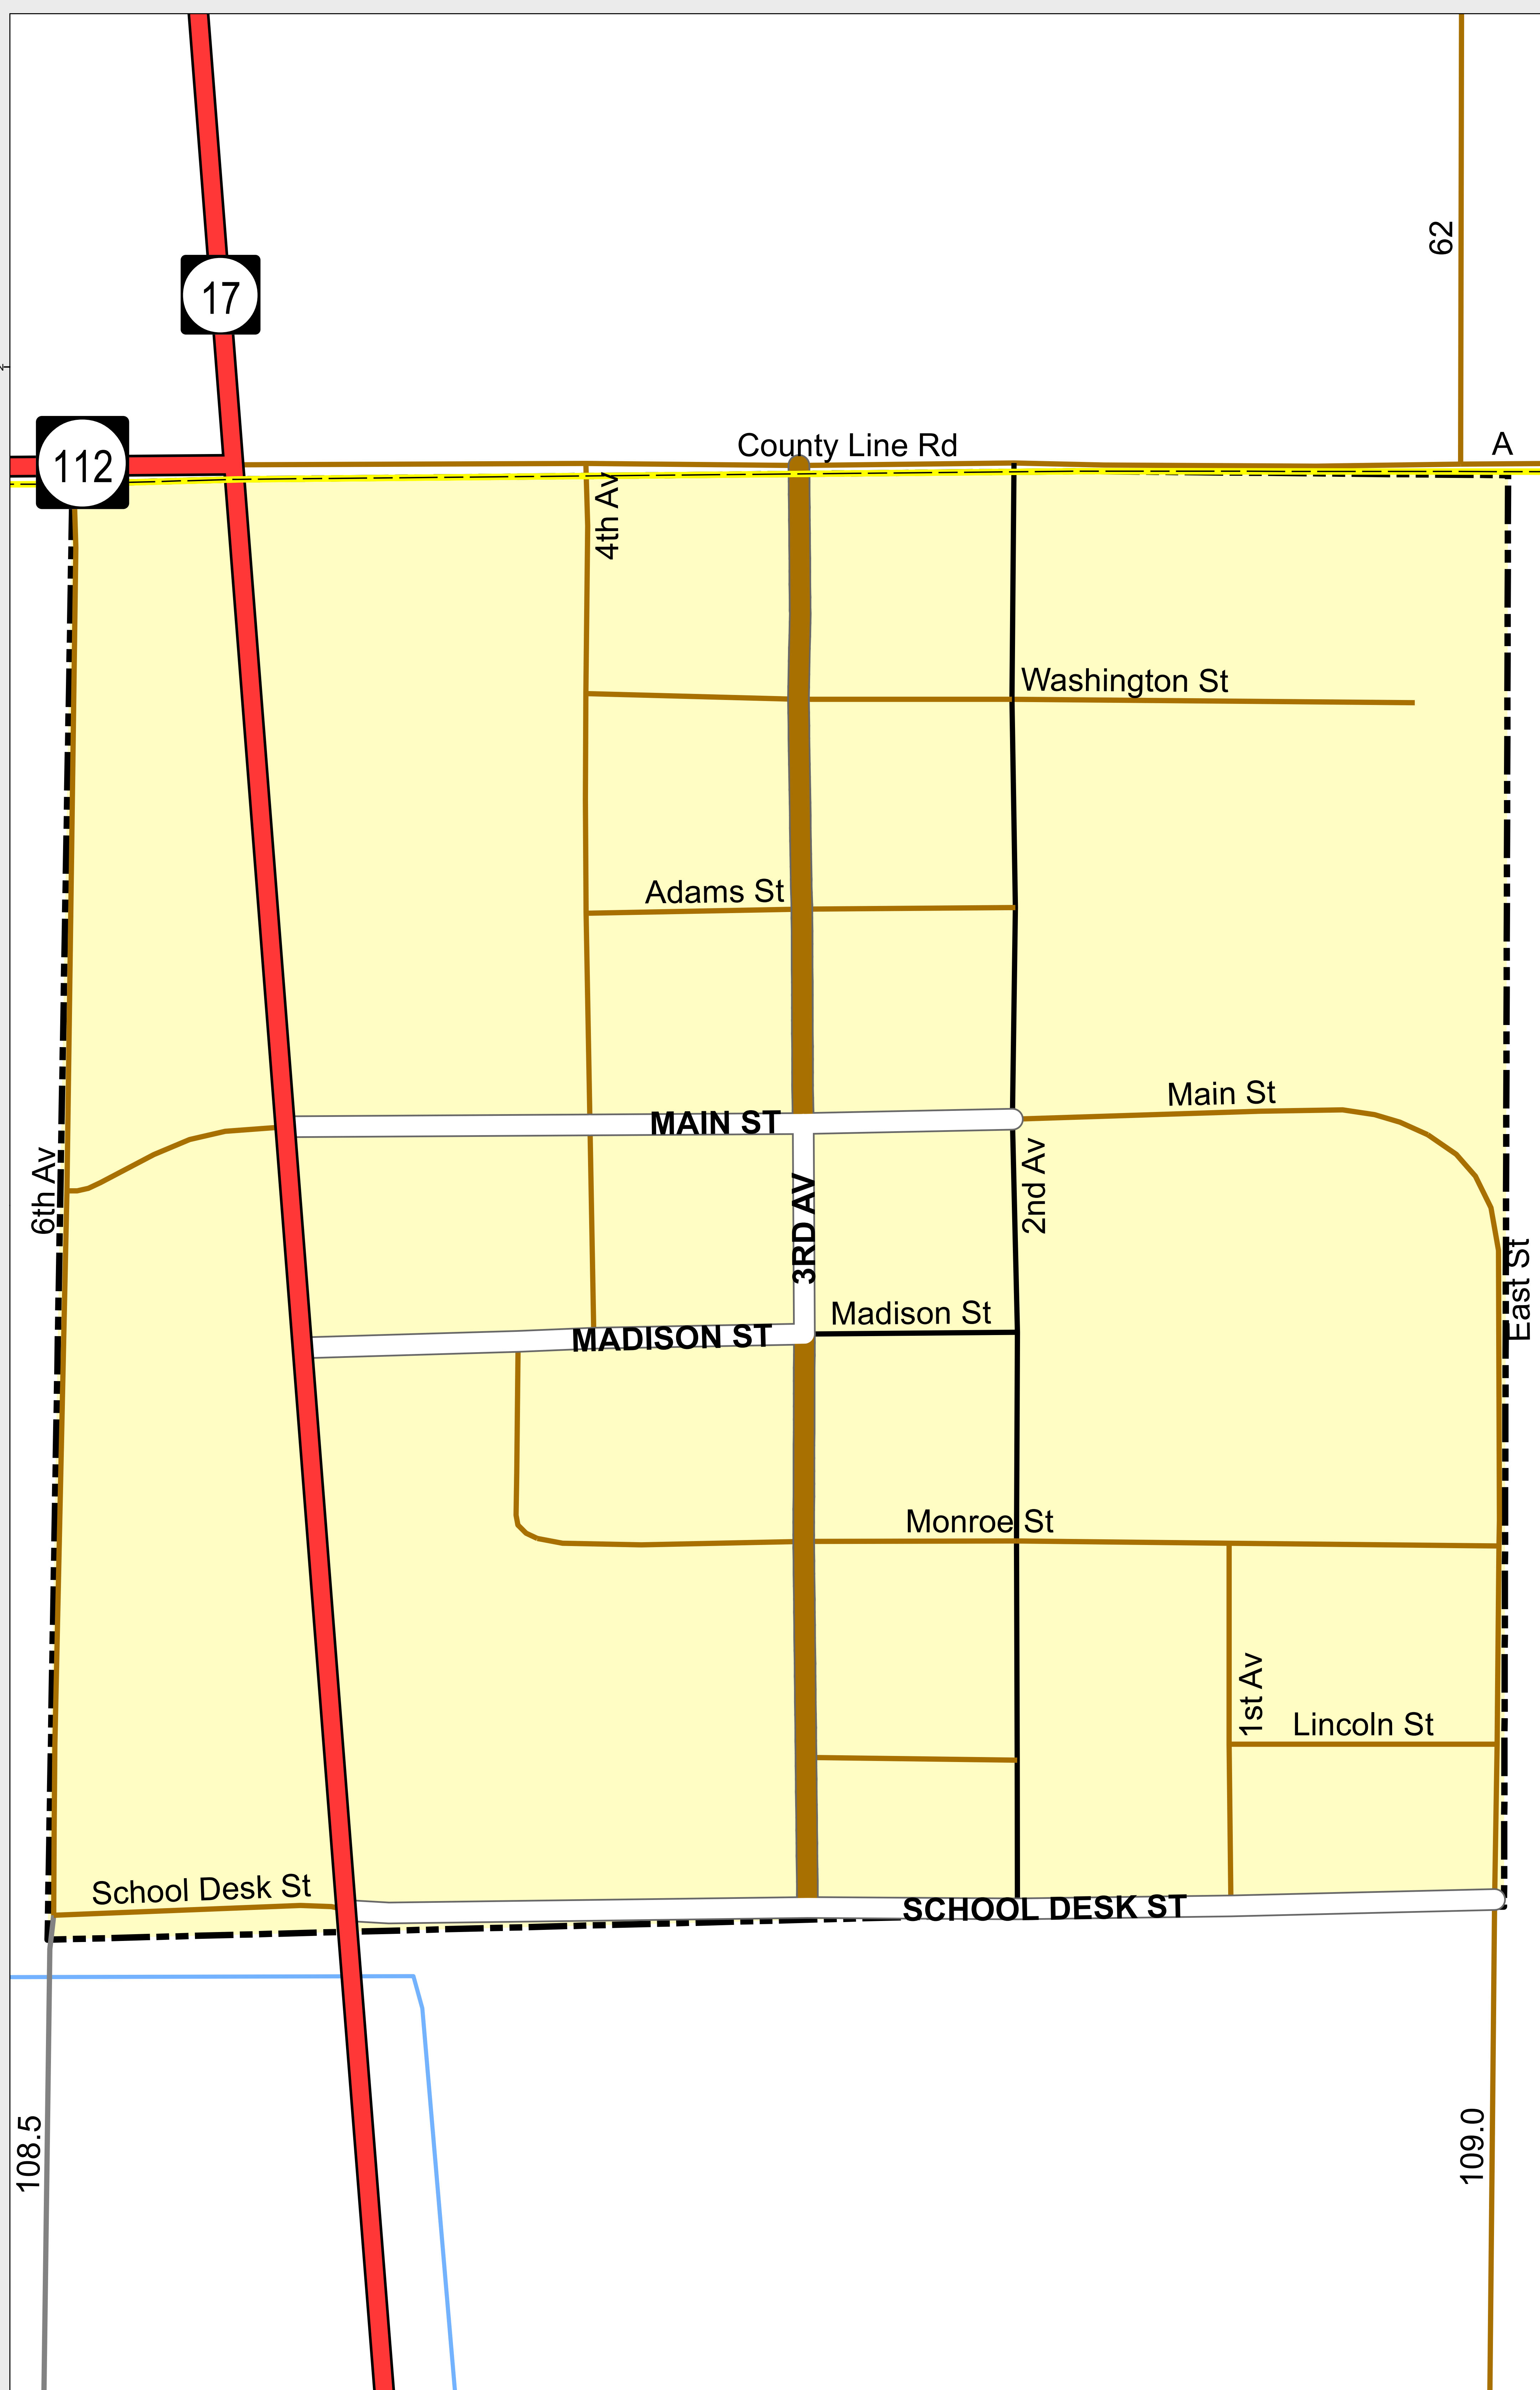 62
17
County Line Rd
A
112
4th Av
Washington St
Adams St
Main St
MAIN ST
2nd Av
6th Av
3RD AV
East St
Madison St
MADISON ST
Monroe St
1st Av
Lincoln St
School Desk St
SCHOOL DESK ST
108.5
109.0